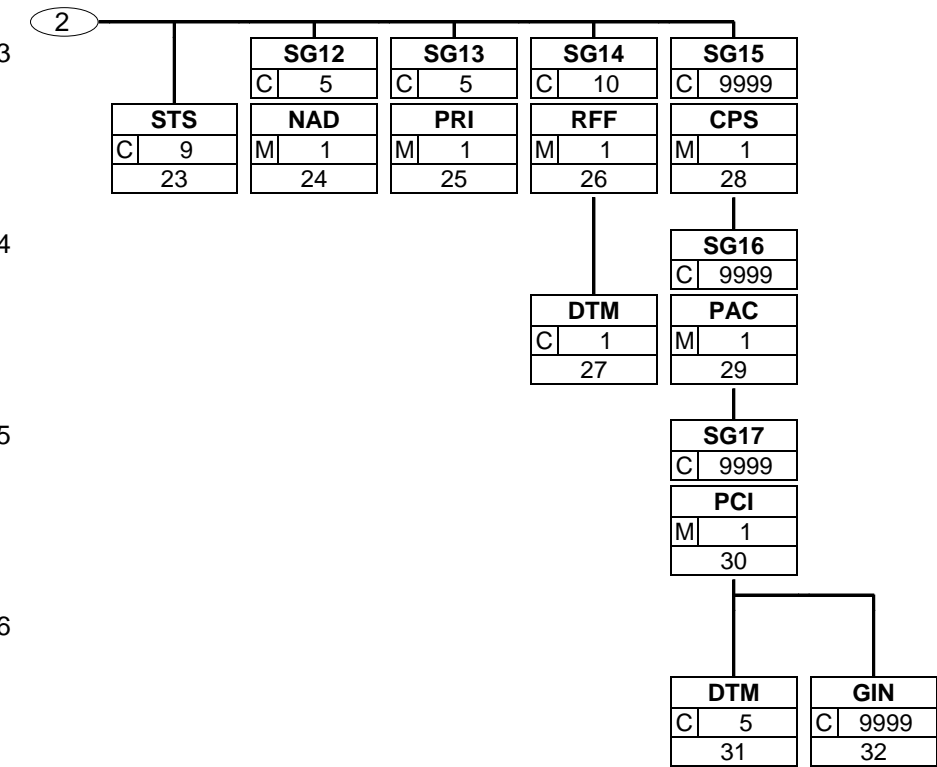 2
3
SG12 SG13 SG14 SG15
C 5 C 5 C 10 C 9999
STS NAD PRI RFF CPS
C 9 M 1 M 1 M 1 M 1
23 24 25 26 28
4
SG16
C 9999
DTM PAC
C 1 M 1
27 29
5
SG17
C 9999
PCI
M 1
30
6
DTM GIN
C 5 C 9999
31 32